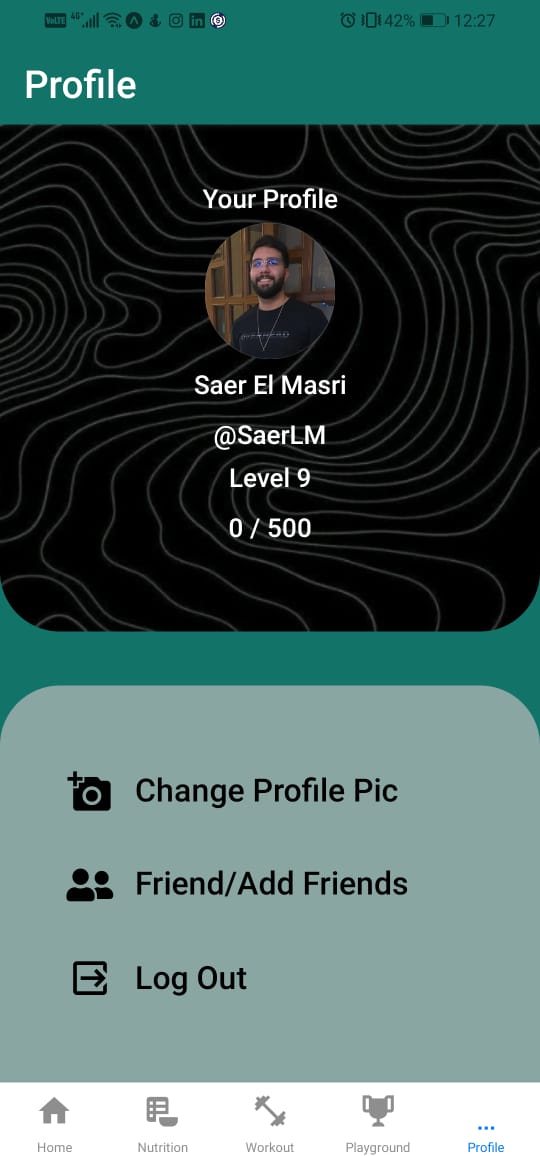 VoLTE 4G+ 42% 12:27
Profile
Your Profile
Saer El Masri
@SaerLM
Level 9
0 / 500
Change Profile Pic
Friend/Add Friends
Log Out
Home Nutrition Workout Playground Profile